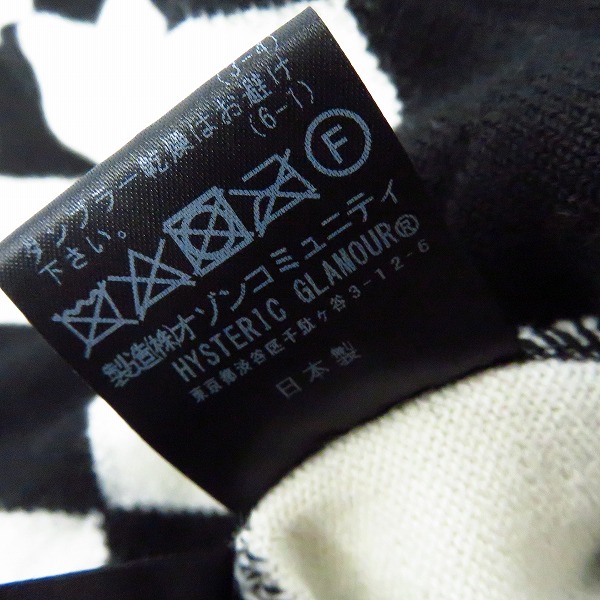 (3-4)
タンブラー乾燥はお避け
下さい。
(6-1)
F
製造㈱オゾンコミュニティ
HYSTERIC GLAMOUR®
東京都渋谷区千駄ケ谷3-12-6
日本製